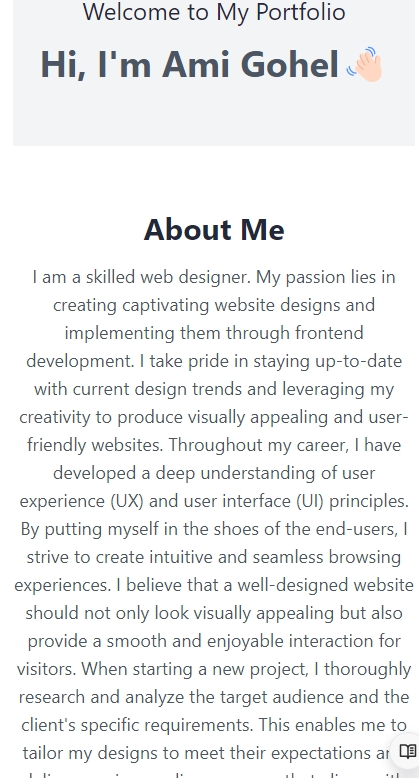 Welcome to My Portfolio
Hi, I'm Ami Gohel 👋🏻
About Me
I am a skilled web designer. My passion lies in
creating captivating website designs and
implementing them through frontend
development. I take pride in staying up-to-date
with current design trends and leveraging my
creativity to produce visually appealing and user-
friendly websites. Throughout my career, I have
developed a deep understanding of user
experience (UX) and user interface (UI) principles.
By putting myself in the shoes of the end-users, I
strive to create intuitive and seamless browsing
experiences. I believe that a well-designed website
should not only look visually appealing but also
provide a smooth and enjoyable interaction for
visitors. When starting a new project, I thoroughly
research and analyze the target audience and the
client's specific requirements. This enables me to
tailor my designs to meet their expectations